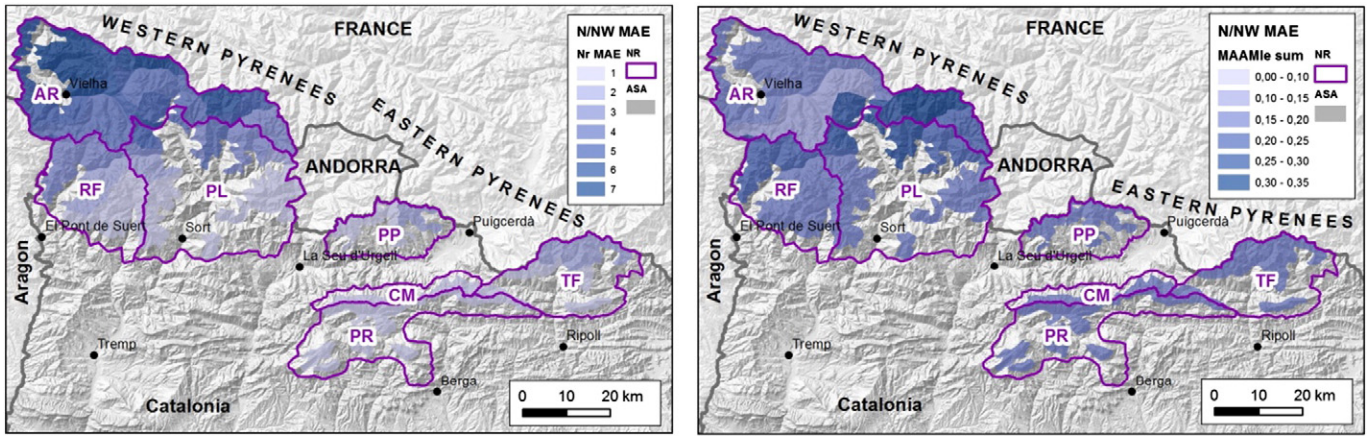 FRANCE
WESTERN PYRENEES
EASTERN PYRENEES
N/NW MAE
Nr MAE
NR
1
2
3
4
5
6
7
ASA
Vielha
AR
ANDORRA
RF
PL
El Pont de Suert
Sort
PP
Puigcerdà
La Seu d'Urgell
Aragon
CM
TF
PR
Tremp
Ripoll
Berga
Catalonia
0 10 20 km
FRANCE
WESTERN PYRENEES
EASTERN PYRENEES
N/NW MAE
MAAMIe sum
NR
0,00 - 0,10
0,10 - 0,15
0,15 - 0,20
0,20 - 0,25
0,25 - 0,30
0,30 - 0,35
ASA
Vielha
AR
ANDORRA
RF
PL
El Pont de Suert
Sort
PP
Puigcerdà
La Seu d'Urgell
Aragon
CM
TF
PR
Tremp
Ripoll
Berga
Catalonia
0 10 20 km